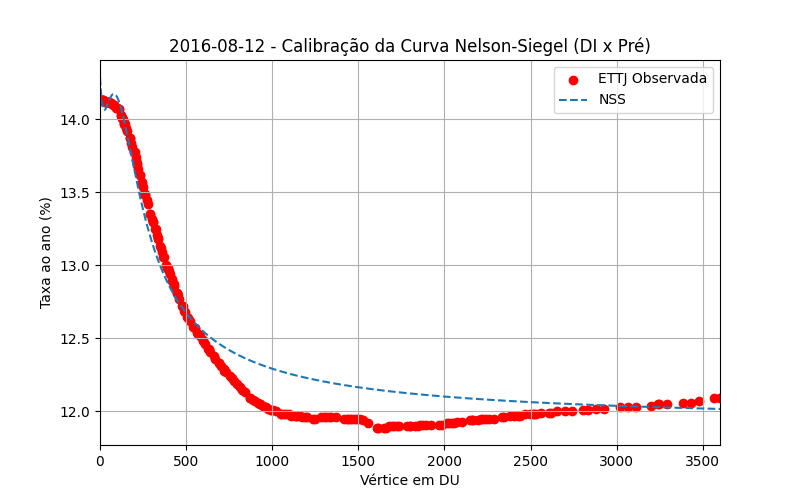 2016-08-12 - Calibração da Curva Nelson-Siegel (DI x Pré)
ETTJ Observada
NSS
Taxa ao ano (%)
14.0
13.5
13.0
12.5
12.0
0 500 1000 1500 2000 2500 3000 3500
Vértice em DU